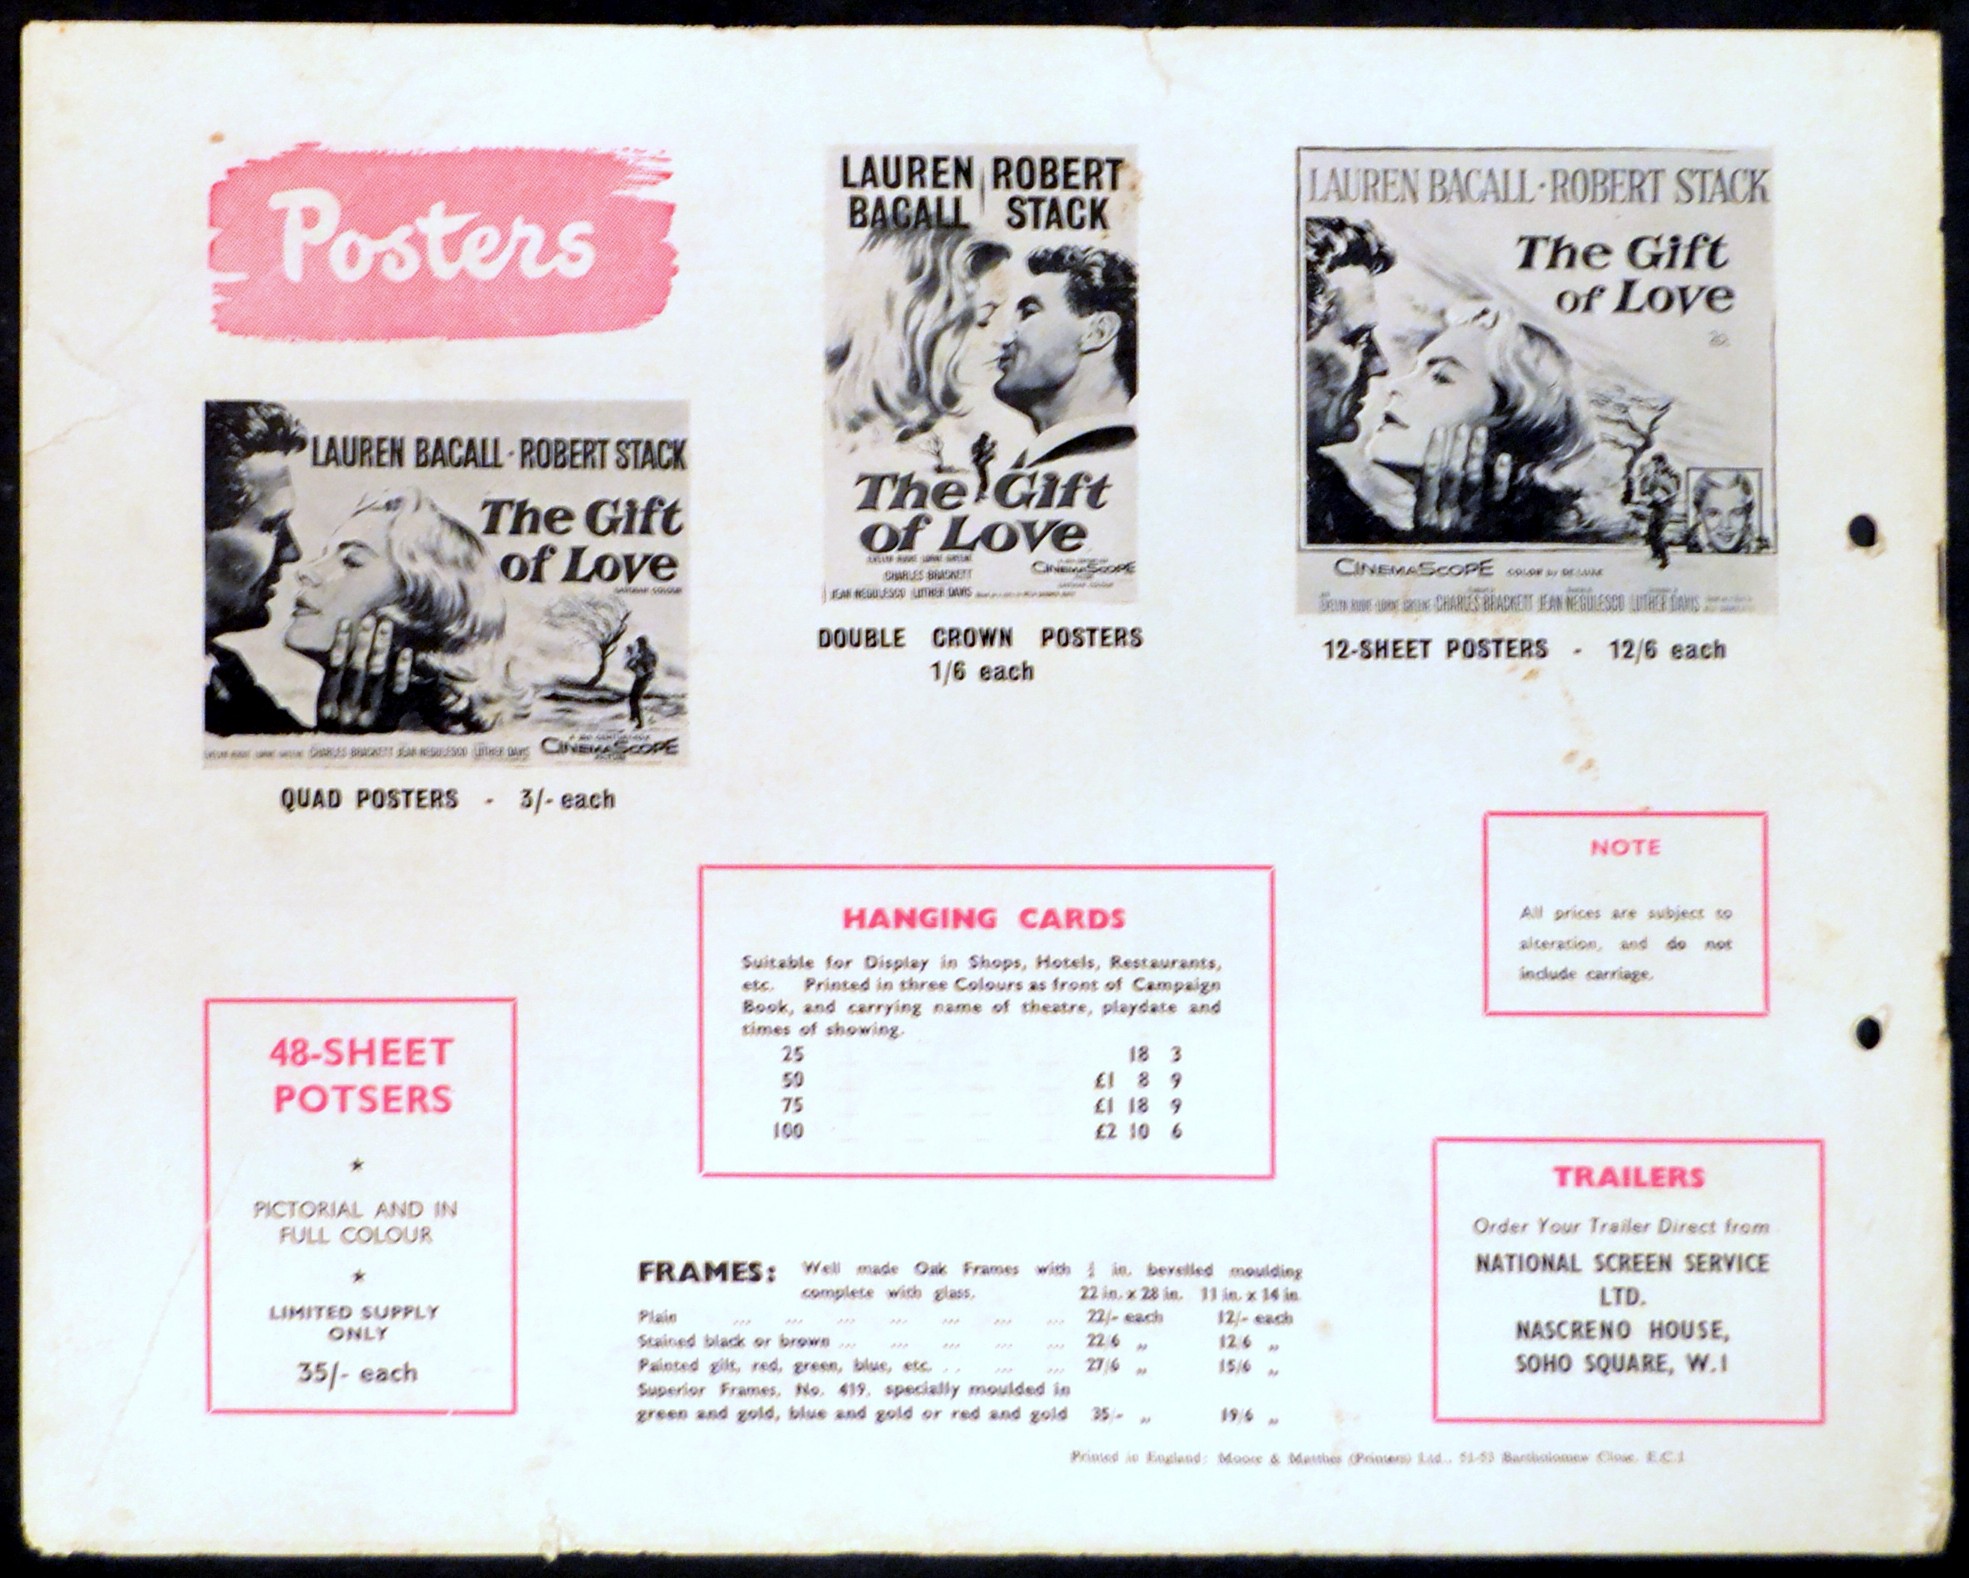 Posters
LAUREN BACALL · ROBERT STACK
The Gift
of Love
CINEMASCOPE
QUAD POSTERS - 3/- each
LAUREN ROBERT
BACALL STACK
The Gift
of Love
CHARLES BRACKETT
CINEMASCOPE
JEAN NEGULESCO LUTHER DAVIS
DOUBLE CROWN POSTERS
1/6 each
LAUREN BACALL · ROBERT STACK
The Gift
of Love
CINEMASCOPE COLOR by DE LUXE
CHARLES BRACKETT JEAN NEGULESCO LUTHER DAVIS
12-SHEET POSTERS - 12/6 each
NOTE
All prices are subject to
alteration, and do not
include carriage.
HANGING CARDS
Suitable for Display in Shops, Hotels, Restaurants,
etc. Printed in three Colours as front of Campaign
Book, and carrying name of theatre, playdate and
times of showing.
25 18 3
50 £1 8 9
75 £1 18 9
100 £2 10 6
48-SHEET
POTSERS
★
PICTORIAL AND IN
FULL COLOUR
★
LIMITED SUPPLY
ONLY
35/- each
FRAMES: Well made Oak Frames with in. bevelled moulding
complete with glass. 22 in. x 28 in. 11 in. x 14 in.
Plain ... ... ... ... ... ... ... 22/- each 12/- each
Stained black or brown ... ... ... ... ... 22/6 „ 12/6 „
Painted gilt, red, green, blue, etc. ... ... ... 27/6 „ 15/6 „
Superior Frames, No. 419, specially moulded in
green and gold, blue and gold or red and gold 35/- „ 19/6 „
TRAILERS
Order Your Trailer Direct from
NATIONAL SCREEN SERVICE
LTD.
NASCRENO HOUSE,
SOHO SQUARE, W.1
Printed in England: Moore & Matthes (Printers) Ltd., 51-53 Bartholomew Close, E.C.1